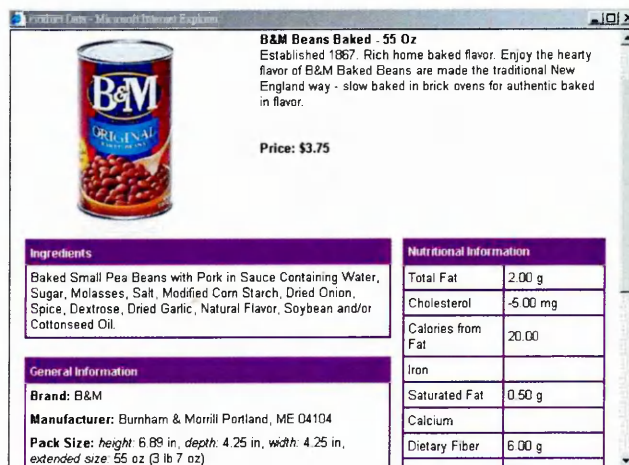 Product Data - Microsoft Internet Explorer
B&M Beans Baked - 55 Oz
Established 1867. Rich home baked flavor. Enjoy the hearty
flavor of B&M Baked Beans are made the traditional New
England way - slow baked in brick ovens for authentic baked
in flavor.
B&M
ORIGINAL
Price: $3.75
Ingredients
Baked Small Pea Beans with Pork in Sauce Containing Water,
Sugar, Molasses, Salt, Modified Corn Starch, Dried Onion,
Spice, Dextrose, Dried Garlic, Natural Flavor, Soybean and/or
Cottonseed Oil.
General Information
Brand: B&M
Manufacturer: Burnham & Morrill Portland, ME 04104
Pack Size: height: 6.89 in, depth: 4.25 in, width: 4.25 in,
extended size: 55 oz (3 lb 7 oz)
Nutritional Information
Total Fat 2.00 g
Cholesterol -5.00 mg
Calories from
Fat 20.00
Iron
Saturated Fat 0.50 g
Calcium
Dietary Fiber 6.00 g